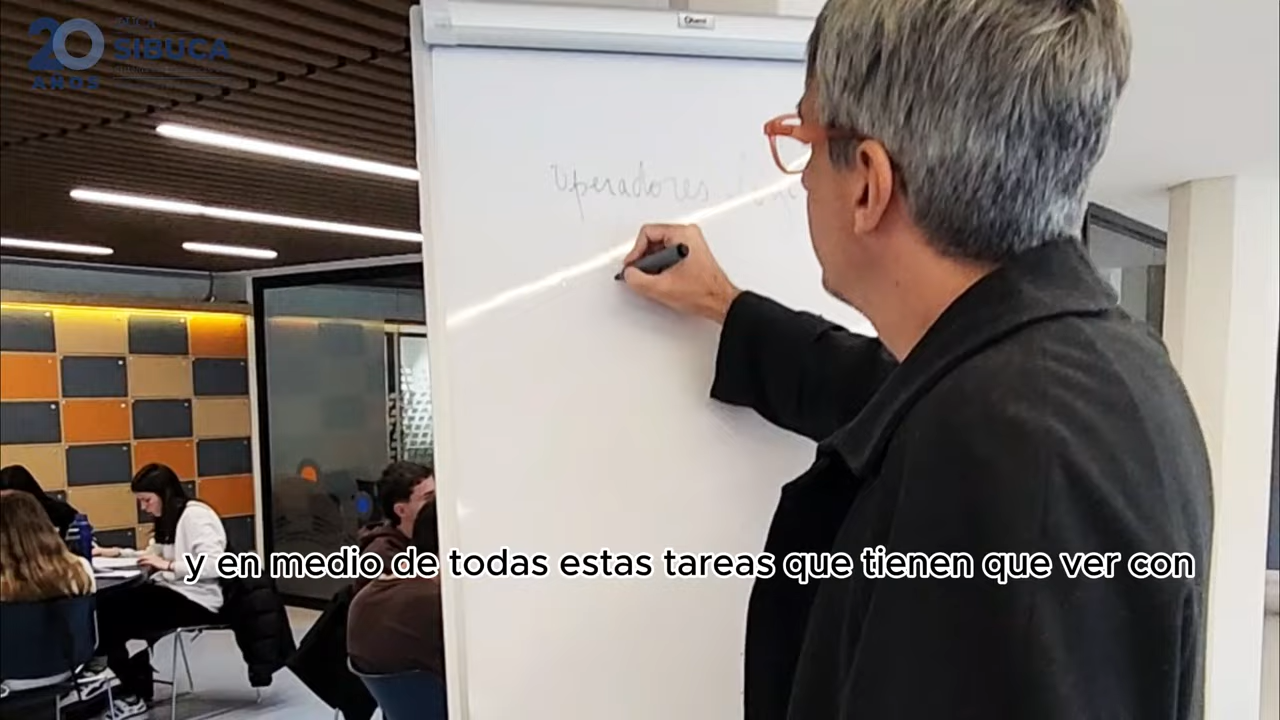 20 AÑOS
SIBUCA
Operadores
y en medio de todas estas tareas que tienen que ver con